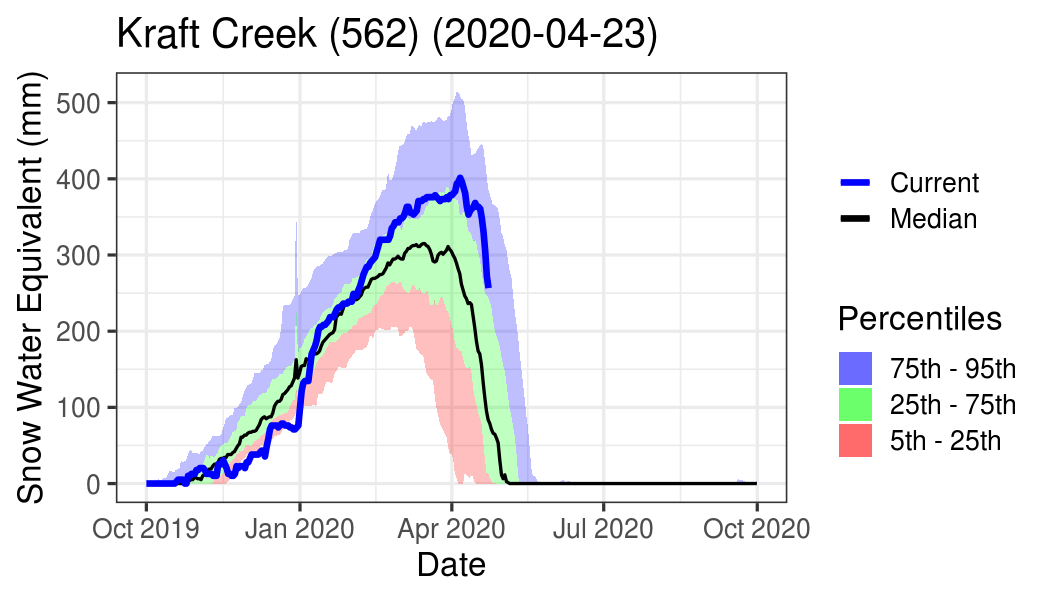 Kraft Creek (562) (2020-04-23)
Snow Water Equivalent (mm)
500
400
300
200
100
0
Oct 2019
Jan 2020
Apr 2020
Jul 2020
Oct 2020
Date
Current
Median
Percentiles
75th - 95th
25th - 75th
5th - 25th